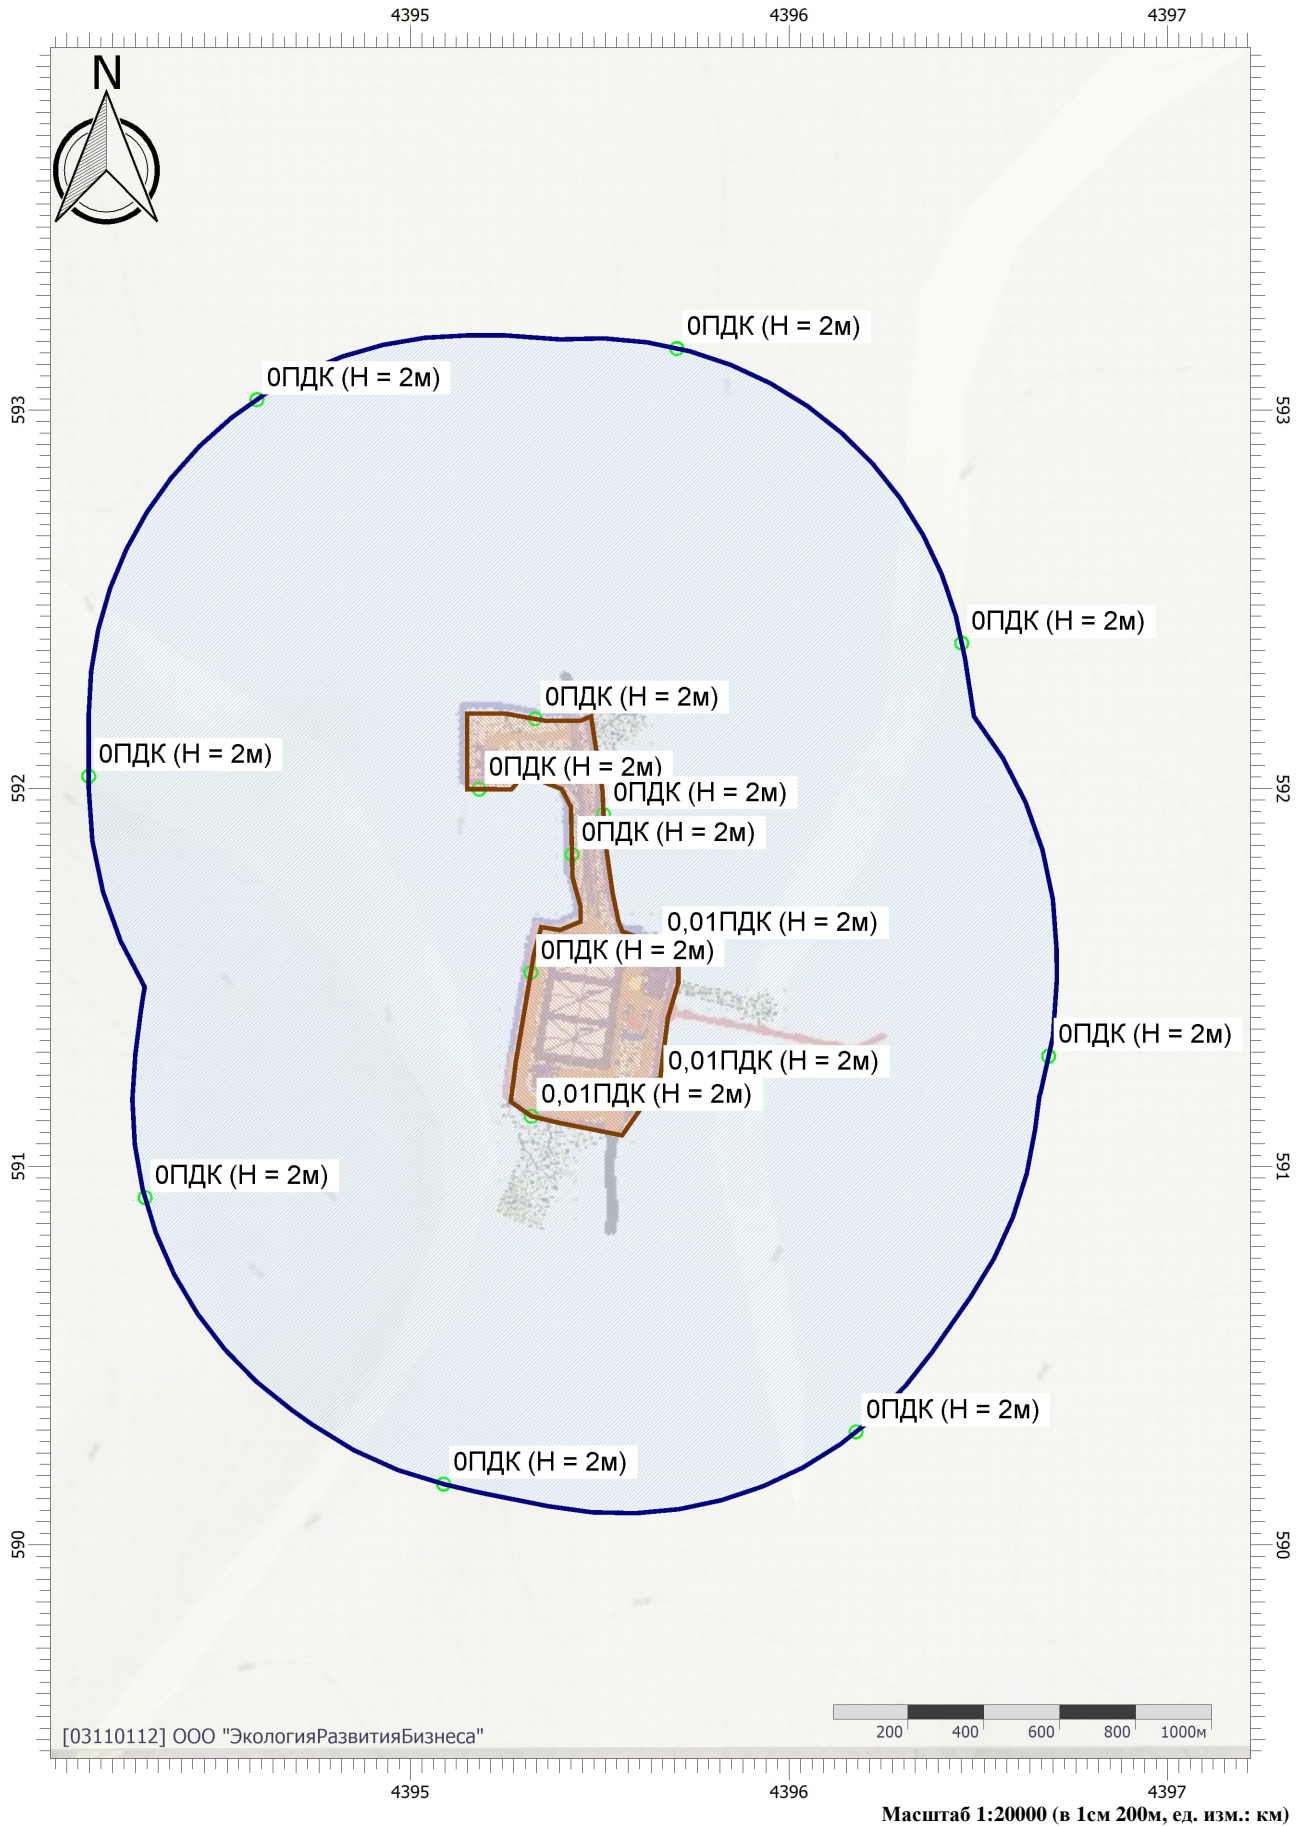 4395 4396 4397
N
0ПДК (Н = 2м)
0ПДК (Н = 2м)
593 593
0ПДК (Н = 2м)
0ПДК (Н = 2м)
0ПДК (Н = 2м)
0ПДК (Н = 2м)
592 592
0ПДК (Н = 2м)
0ПДК (Н = 2м)
0,01ПДК (Н = 2м)
0ПДК (Н = 2м)
0ПДК (Н = 2м)
0,01ПДК (Н = 2м)
0,01ПДК (Н = 2м)
591 591
0ПДК (Н = 2м)
0ПДК (Н = 2м)
0ПДК (Н = 2м)
590 590
200 400 600 800 1000м
[03110112] ООО "ЭкологияРазвитияБизнеса"
4395 4396 4397
Масштаб 1:20000 (в 1см 200м, ед. изм.: км)